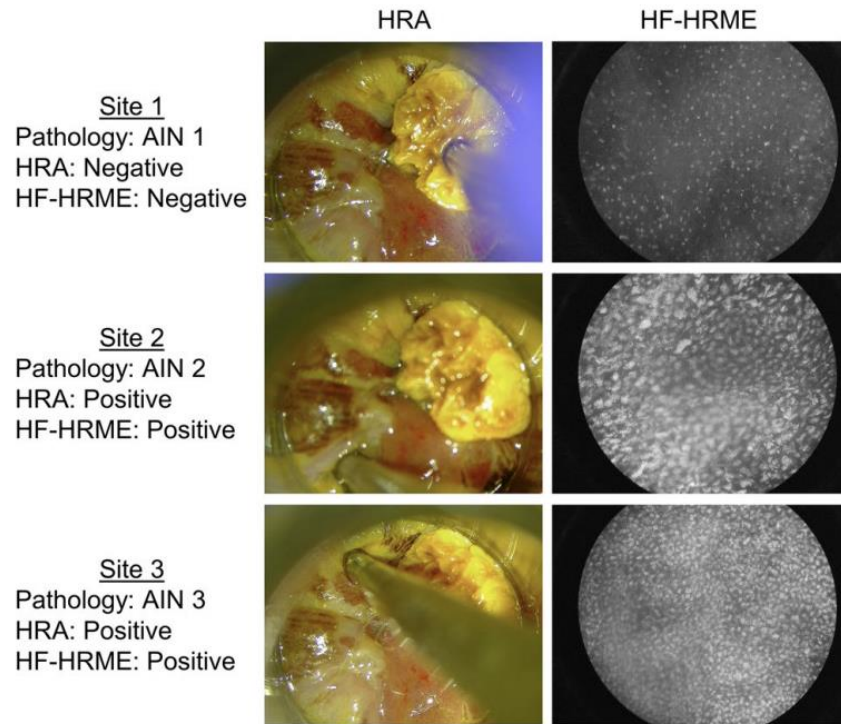 HRA
HF-HRME
Site 1
Pathology: AIN 1
HRA: Negative
HF-HRME: Negative
Site 2
Pathology: AIN 2
HRA: Positive
HF-HRME: Positive
Site 3
Pathology: AIN 3
HRA: Positive
HF-HRME: Positive